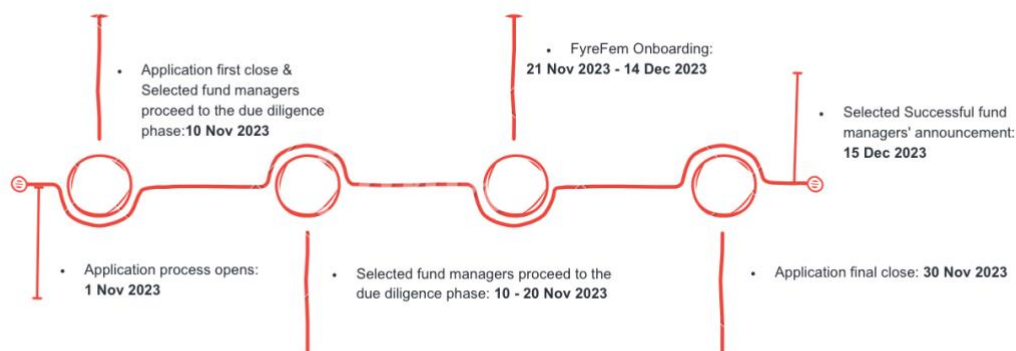 • Application process opens:
1 Nov 2023
• Application first close &
Selected fund managers
proceed to the due diligence
phase:10 Nov 2023
• Selected fund managers proceed to the
due diligence phase: 10 - 20 Nov 2023
• FyreFem Onboarding:
21 Nov 2023 - 14 Dec 2023
• Application final close: 30 Nov 2023
• Selected Successful fund
managers' announcement:
15 Dec 2023